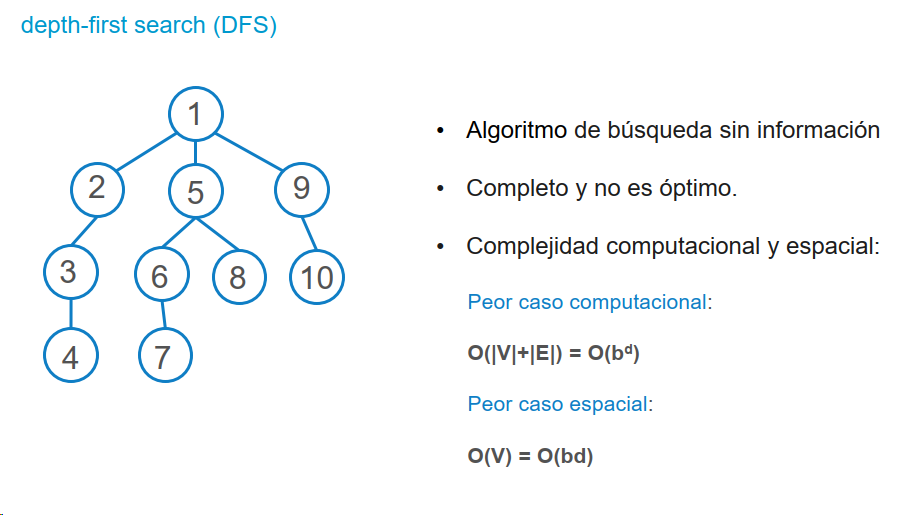 depth-first search (DFS)
1
2
5
9
3
6
8
10
4
7
• Algoritmo de búsqueda sin información
• Completo y no es óptimo.
• Complejidad computacional y espacial:
Peor caso computacional:
O(|V|+|E|) = O(bᵈ)
Peor caso espacial:
O(V) = O(bd)